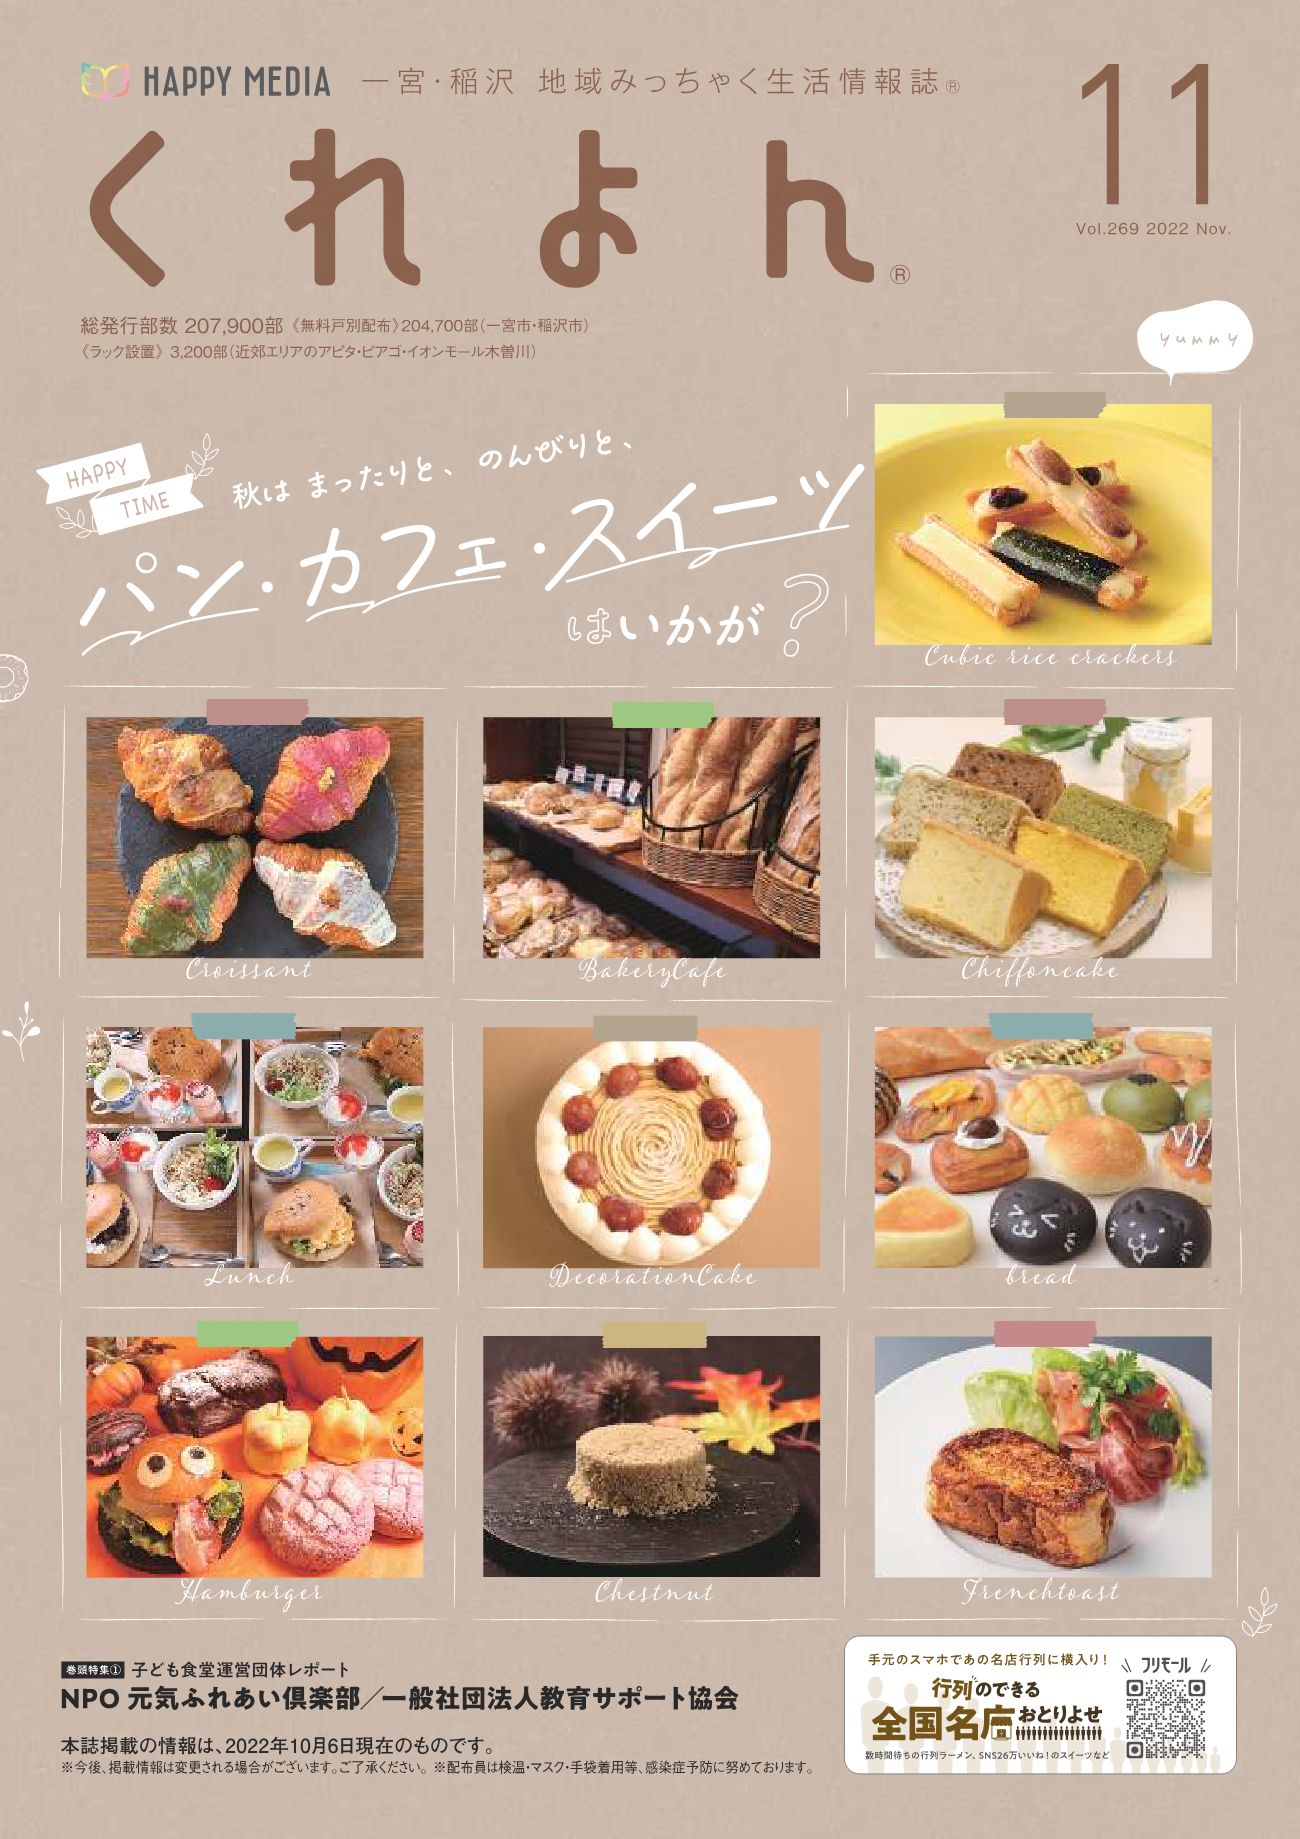 HAPPY MEDIA 一宮・稲沢 地域みっちゃく生活情報誌®
11
くれよん®
Vol.269 2022 Nov.
総発行部数 207,900部《無料戸別配布》204,700部(一宮市・稲沢市)
《ラック設置》3,200部(近郊エリアのアピタ・ピアゴ・イオンモール木曽川)
yummy
HAPPY
TIME
秋は まったりと、のんびりと、
パン・カフェ・スイーツ
はいかが?
Cubic rice crackers
Croissant
BakeryCafe
Chiffoncake
Lunch
DecorationCake
bread
Hamburger
Chestnut
Frenchtoast
巻頭特集① 子ども食堂運営団体レポート
NPO 元気ふれあい倶楽部/一般社団法人教育サポート協会
本誌掲載の情報は、2022年10月6日現在のものです。
※今後、掲載情報は変更される場合がございます。ご了承ください。 ※配布員は検温・マスク・手袋着用等、感染症予防に努めております。
手元のスマホであの名店行列に横入り!
行列のできる
全国名店おとりよせ
数時間待ちの行列ラーメン、SNS26万いいね!のスイーツなど
\\ フリモール //